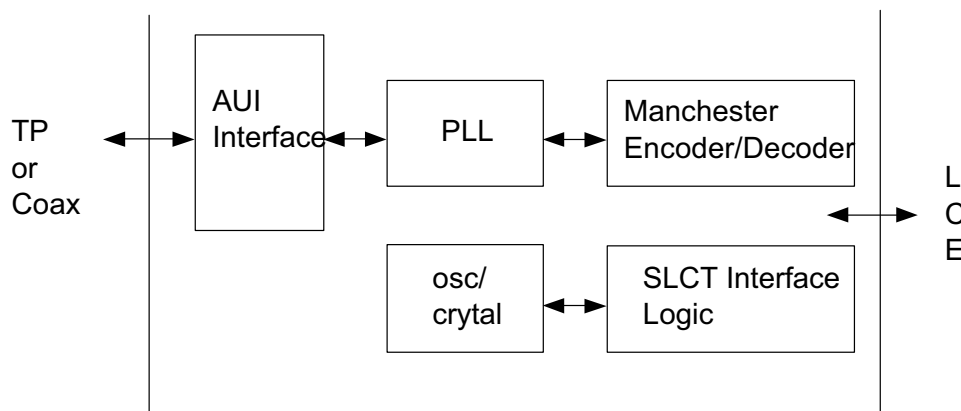 TP
or
Coax
AUI
Interface
PLL
Manchester
Encoder/Decoder
osc/
crytal
SLCT Interface
Logic
L
C
E